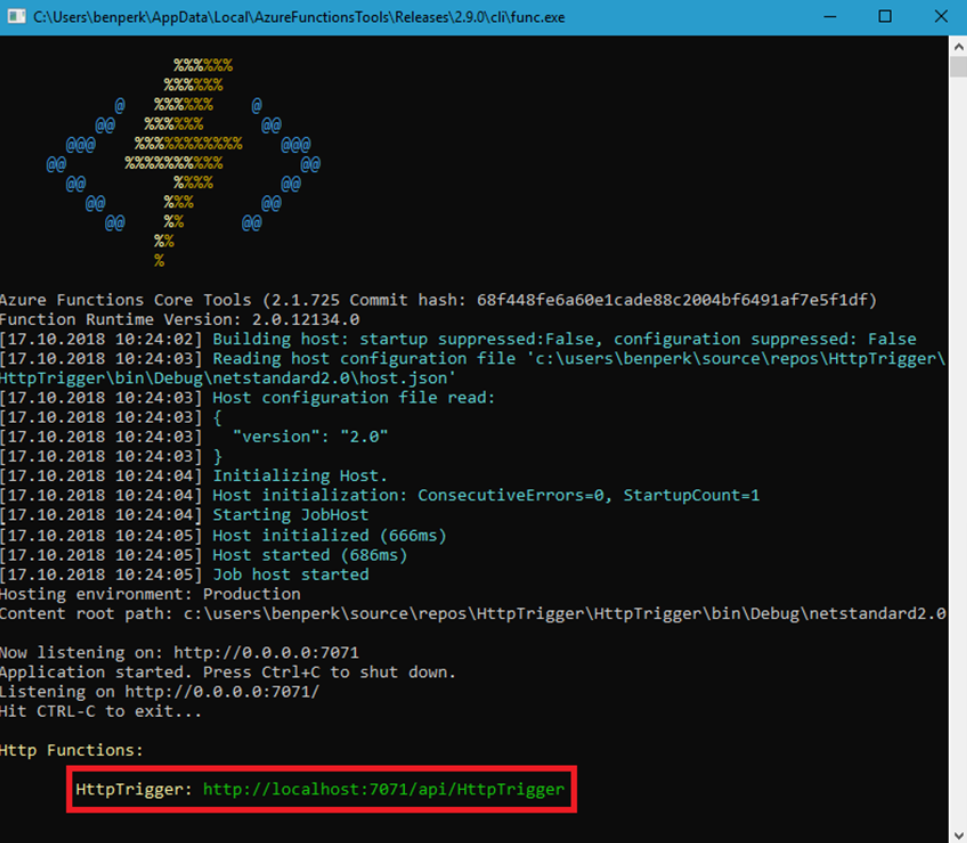 C:\Users\benperk\AppData\Local\AzureFunctionsTools\Releases\2.9.0\cli\func.exe
%%%%%%
%%%%%%
@ %%%%%% @
@@ %%%%%% @@
@@@ %%%%%%%%%%% @@@
@@ %%%%%%%%%% @@
@@ %%%% @@
@@ %%% @@
@@ %% @@
%%
%
Azure Functions Core Tools (2.1.725 Commit hash: 68f448fe6a60e1cade88c2004bf6491af7e5f1df)
Function Runtime Version: 2.0.12134.0
[17.10.2018 10:24:02] Building host: startup suppressed:False, configuration suppressed: False
[17.10.2018 10:24:03] Reading host configuration file 'c:\users\benperk\source\repos\HttpTrigger\
HttpTrigger\bin\Debug\netstandard2.0\host.json'
[17.10.2018 10:24:03] Host configuration file read:
[17.10.2018 10:24:03] {
[17.10.2018 10:24:03]   "version": "2.0"
[17.10.2018 10:24:03] }
[17.10.2018 10:24:04] Initializing Host.
[17.10.2018 10:24:04] Host initialization: ConsecutiveErrors=0, StartupCount=1
[17.10.2018 10:24:04] Starting JobHost
[17.10.2018 10:24:05] Host initialized (666ms)
[17.10.2018 10:24:05] Host started (686ms)
[17.10.2018 10:24:05] Job host started
Hosting environment: Production
Content root path: c:\users\benperk\source\repos\HttpTrigger\HttpTrigger\bin\Debug\netstandard2.0
Now listening on: http://0.0.0.0:7071
Application started. Press Ctrl+C to shut down.
Listening on http://0.0.0.0:7071/
Hit CTRL-C to exit...
Http Functions:
HttpTrigger: http://localhost:7071/api/HttpTrigger